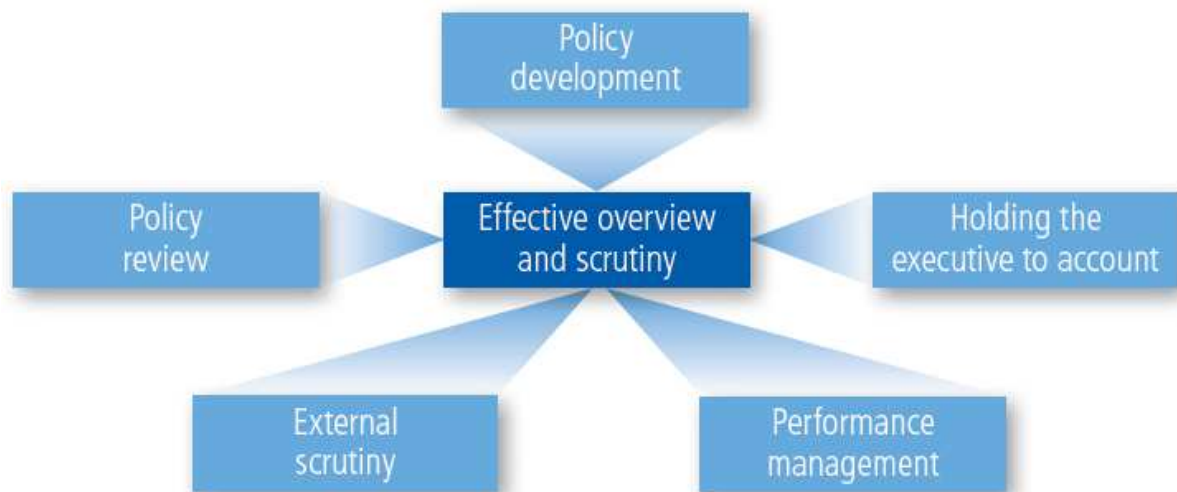 Policy
development
Policy
review
Effective overview
and scrutiny
Holding the
executive to account
External
scrutiny
Performance
management